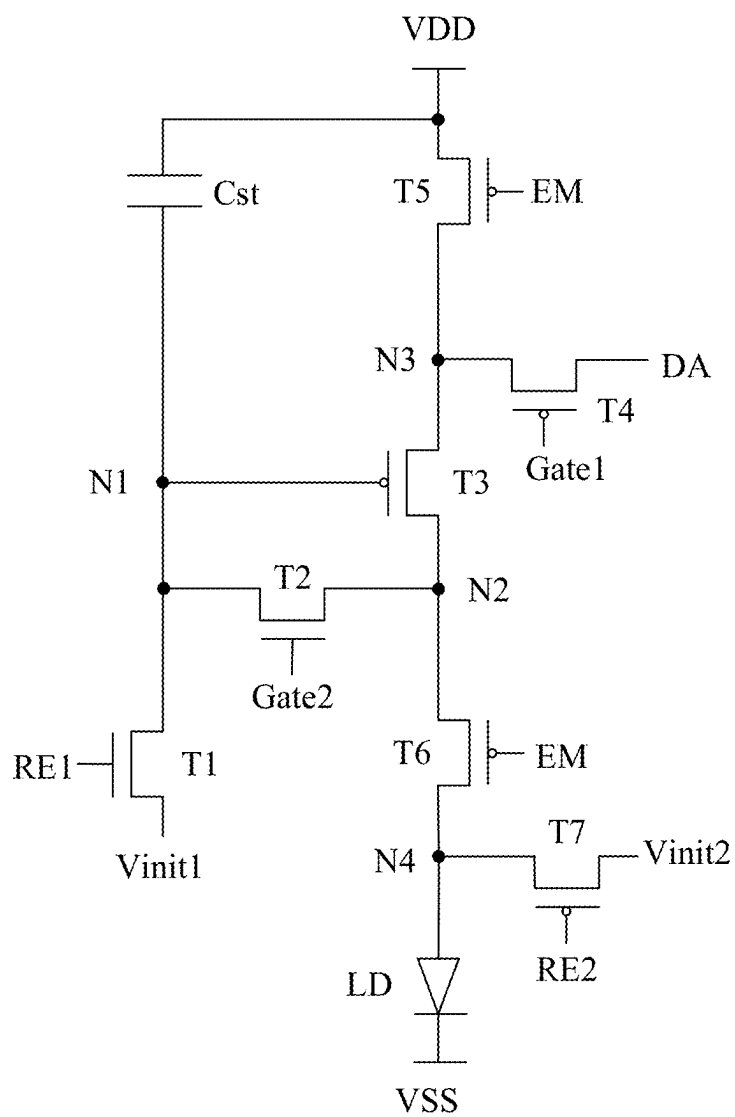 VDD
Cst
T5
EM
N3
DA
T4
Gate1
N1
T3
T2
N2
Gate2
RE1
T1
T6
EM
Vinit1
T7
N4
Vinit2
RE2
LD
VSS